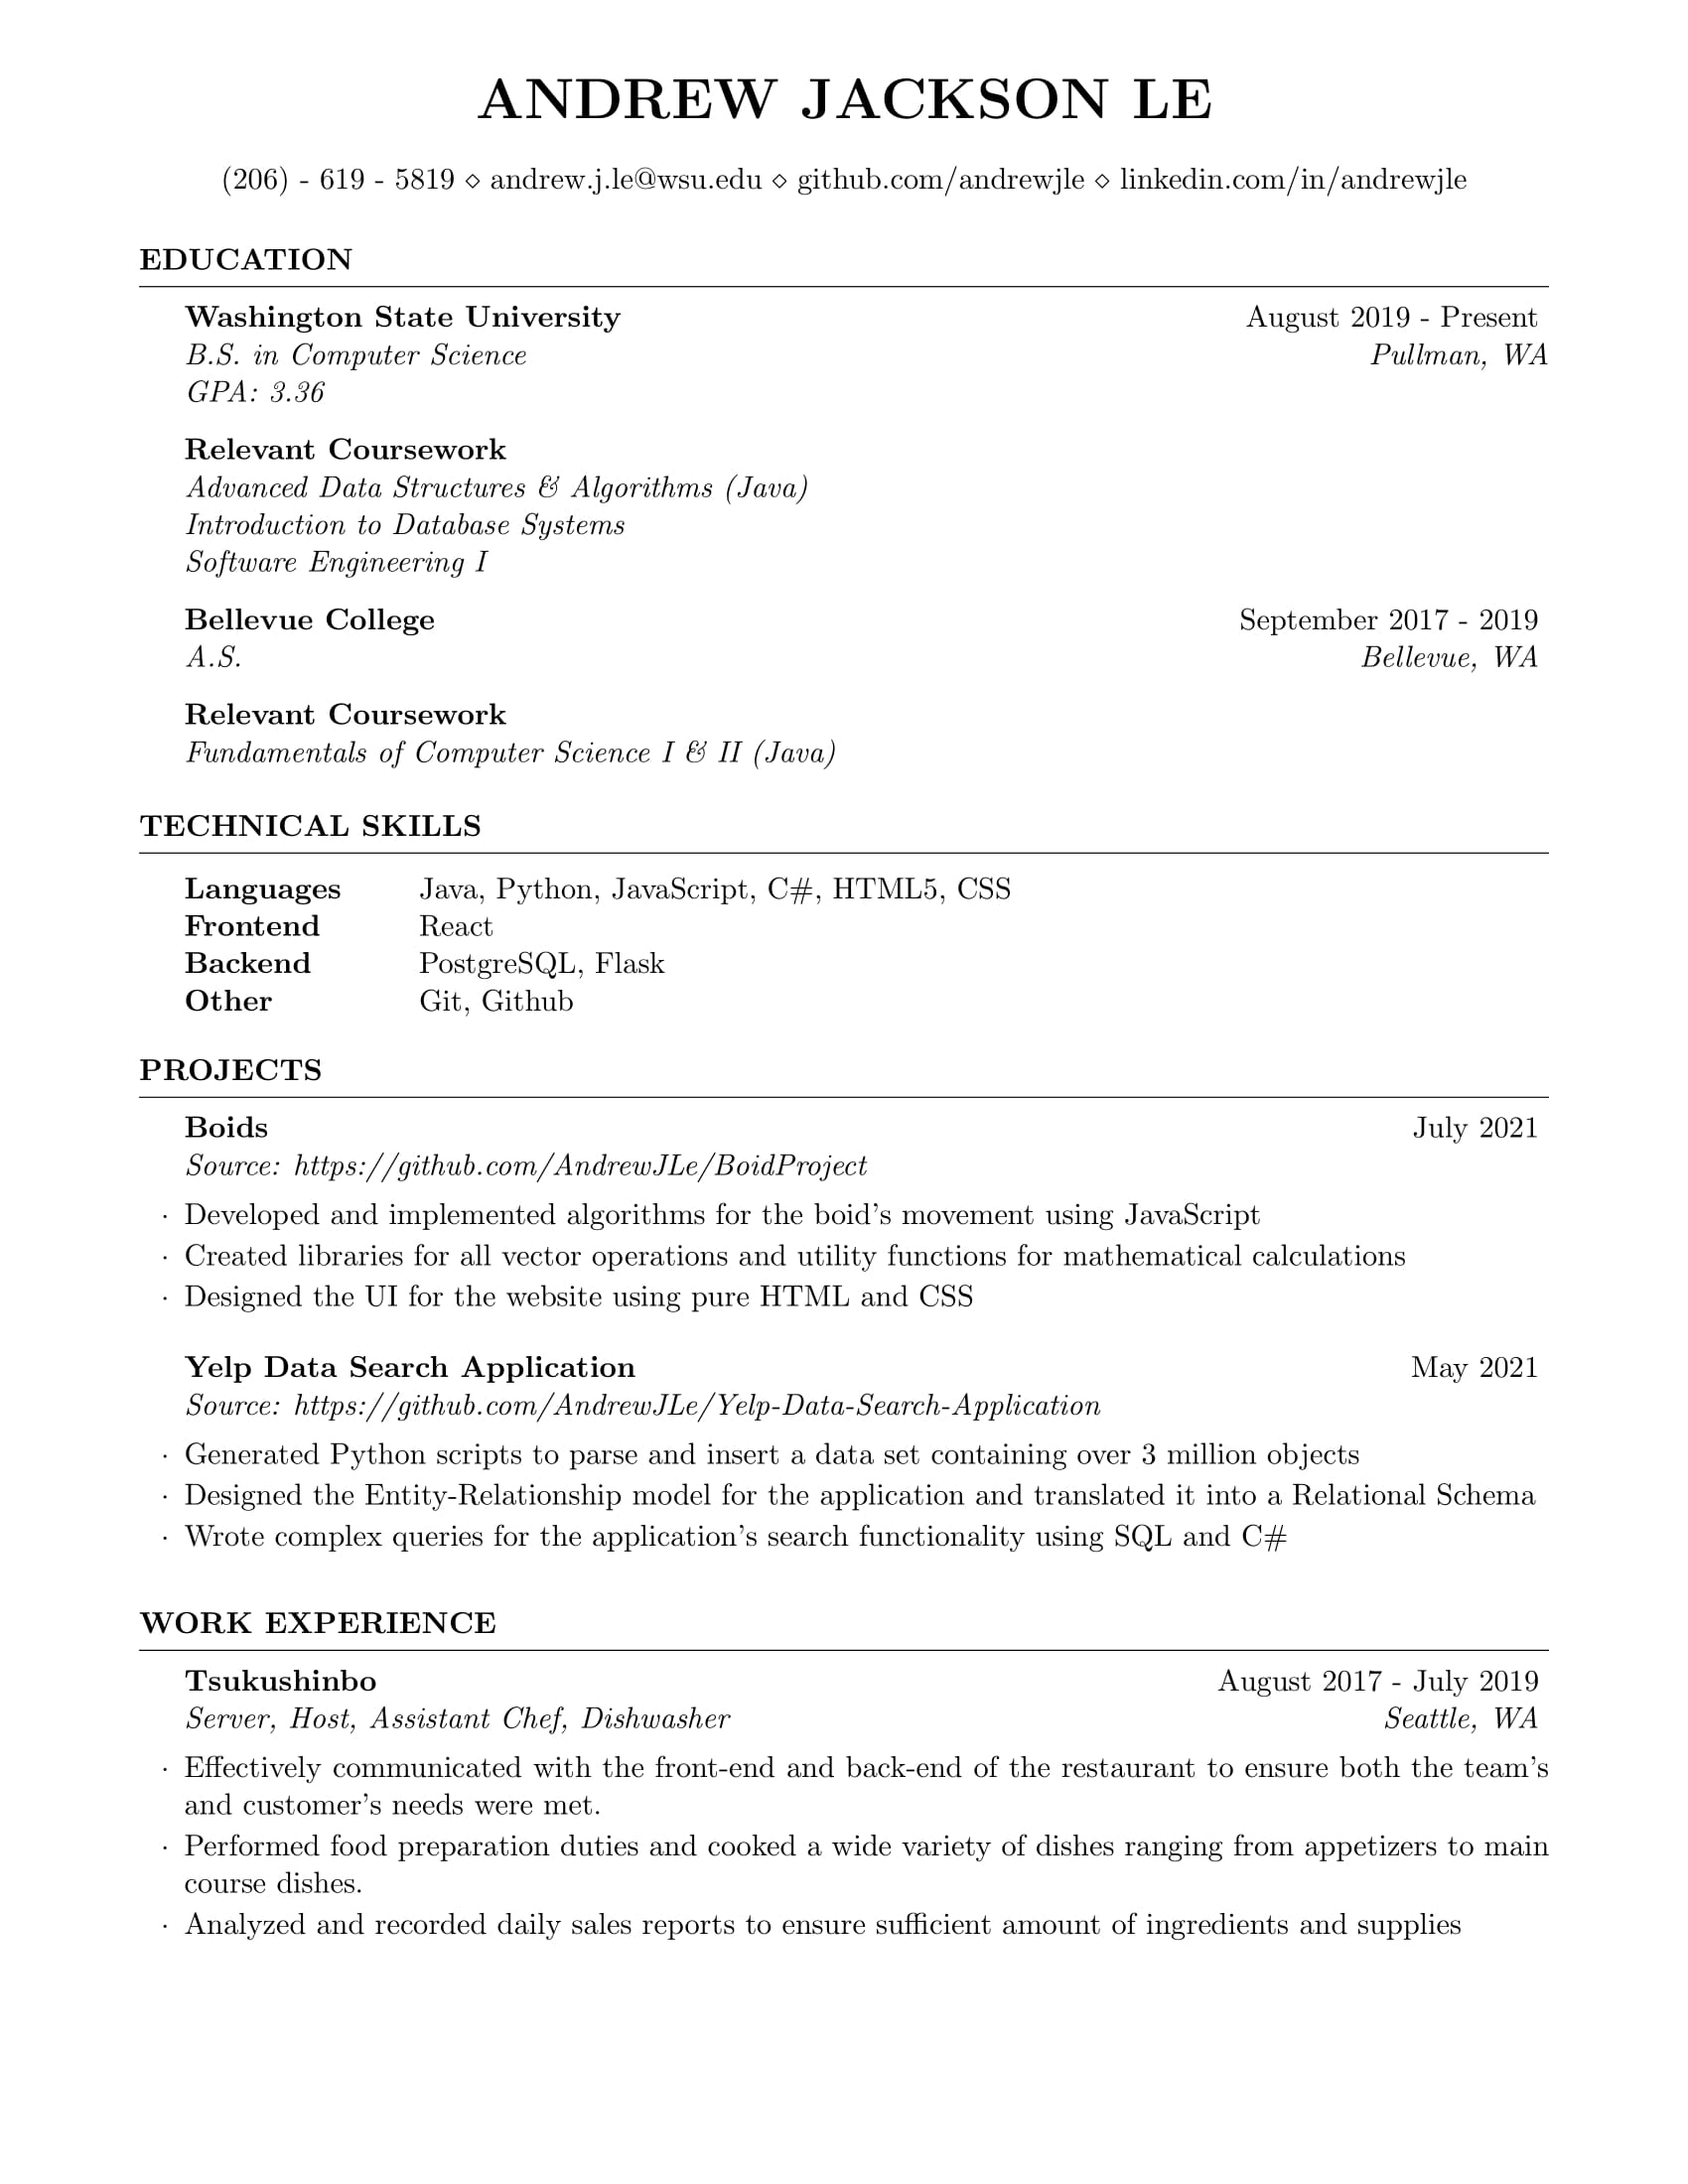 ANDREW JACKSON LE
(206) - 619 - 5819 ⋄ andrew.j.le@wsu.edu ⋄ github.com/andrewjle ⋄ linkedin.com/in/andrewjle
EDUCATION
Washington State University August 2019 - Present
B.S. in Computer Science Pullman, WA
GPA: 3.36
Relevant Coursework
Advanced Data Structures & Algorithms (Java)
Introduction to Database Systems
Software Engineering I
Bellevue College September 2017 - 2019
A.S. Bellevue, WA
Relevant Coursework
Fundamentals of Computer Science I & II (Java)
TECHNICAL SKILLS
Languages Java, Python, JavaScript, C#, HTML5, CSS
Frontend React
Backend PostgreSQL, Flask
Other Git, Github
PROJECTS
Boids July 2021
Source: https://github.com/AndrewJLe/BoidProject
· Developed and implemented algorithms for the boid's movement using JavaScript
· Created libraries for all vector operations and utility functions for mathematical calculations
· Designed the UI for the website using pure HTML and CSS
Yelp Data Search Application May 2021
Source: https://github.com/AndrewJLe/Yelp-Data-Search-Application
· Generated Python scripts to parse and insert a data set containing over 3 million objects
· Designed the Entity-Relationship model for the application and translated it into a Relational Schema
· Wrote complex queries for the application's search functionality using SQL and C#
WORK EXPERIENCE
Tsukushinbo August 2017 - July 2019
Server, Host, Assistant Chef, Dishwasher Seattle, WA
· Effectively communicated with the front-end and back-end of the restaurant to ensure both the team's
and customer's needs were met.
· Performed food preparation duties and cooked a wide variety of dishes ranging from appetizers to main
course dishes.
· Analyzed and recorded daily sales reports to ensure sufficient amount of ingredients and supplies